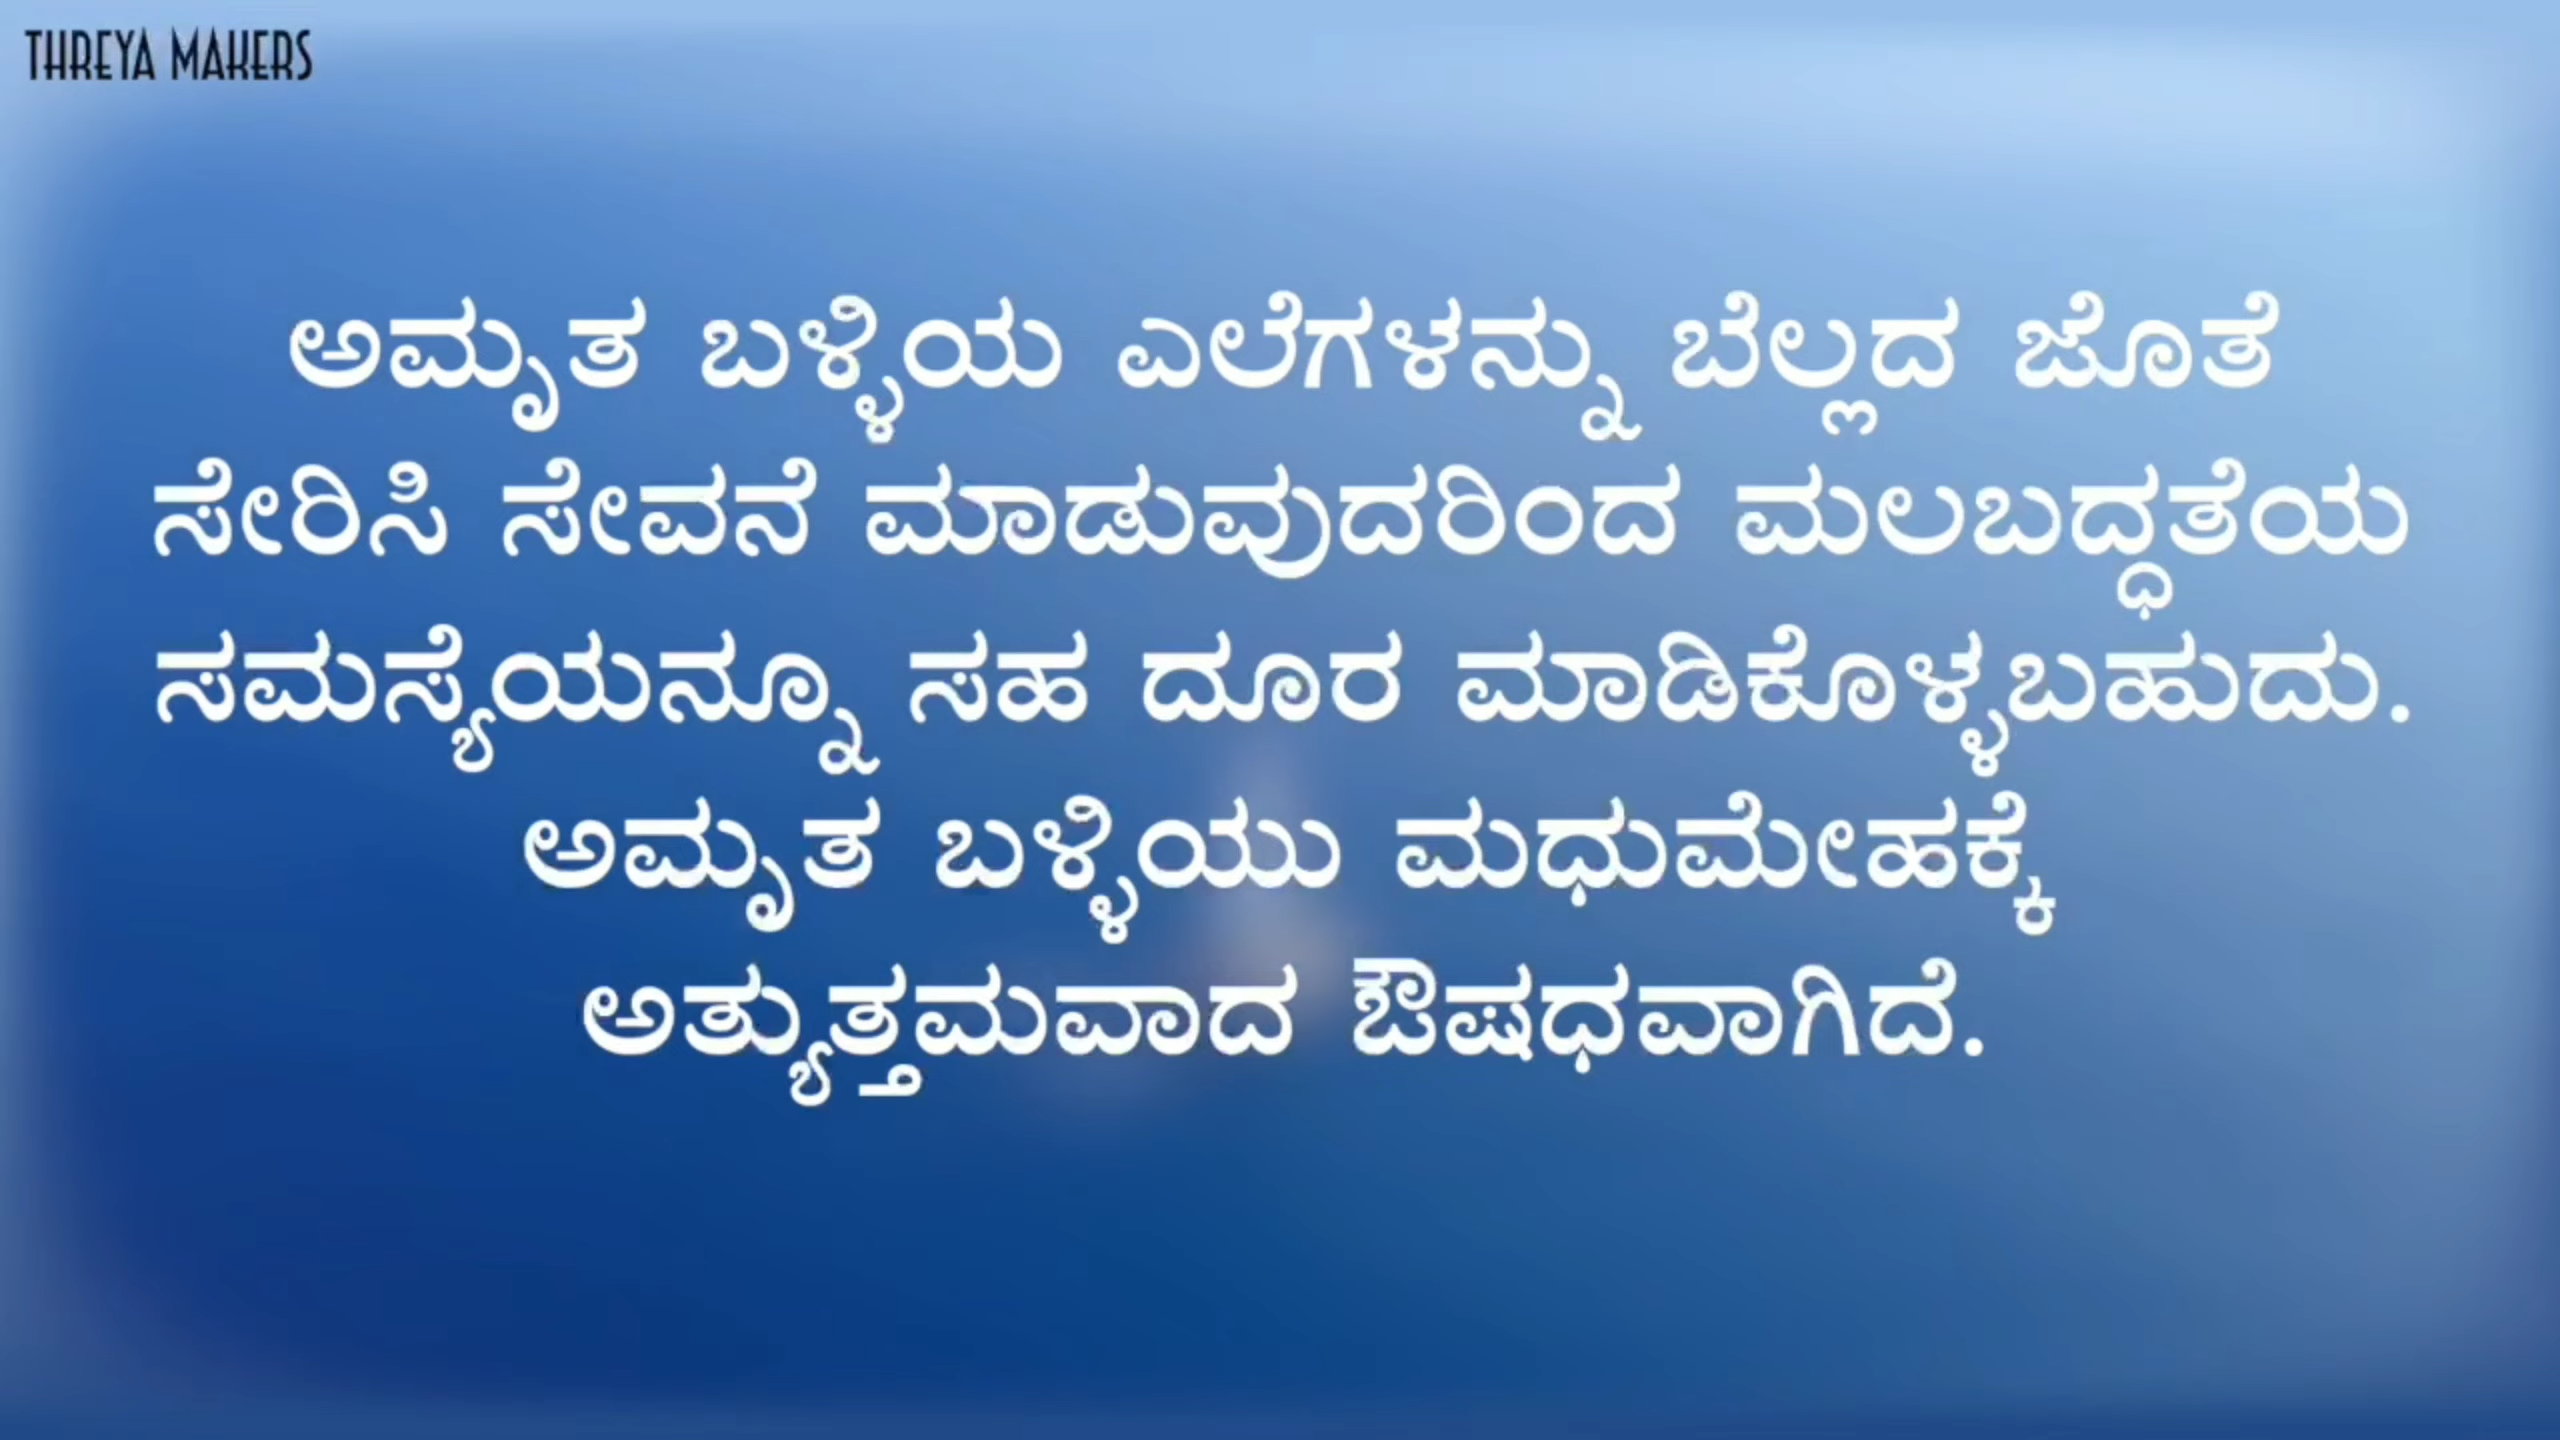 THREYA MAKERS
ಅಮೃತ ಬಳ್ಳಿಯ ಎಲೆಗಳನ್ನು ಬೆಲ್ಲದ ಜೊತೆ
ಸೇರಿಸಿ ಸೇವನೆ ಮಾಡುವುದರಿಂದ ಮಲಬದ್ಧತೆಯ
ಸಮಸ್ಯೆಯನ್ನೂ ಸಹ ದೂರ ಮಾಡಿಕೊಳ್ಳಬಹುದು.
ಅಮೃತ ಬಳ್ಳಿಯು ಮಧುಮೇಹಕ್ಕೆ
ಅತ್ಯುತ್ತಮವಾದ ಔಷಧವಾಗಿದೆ.